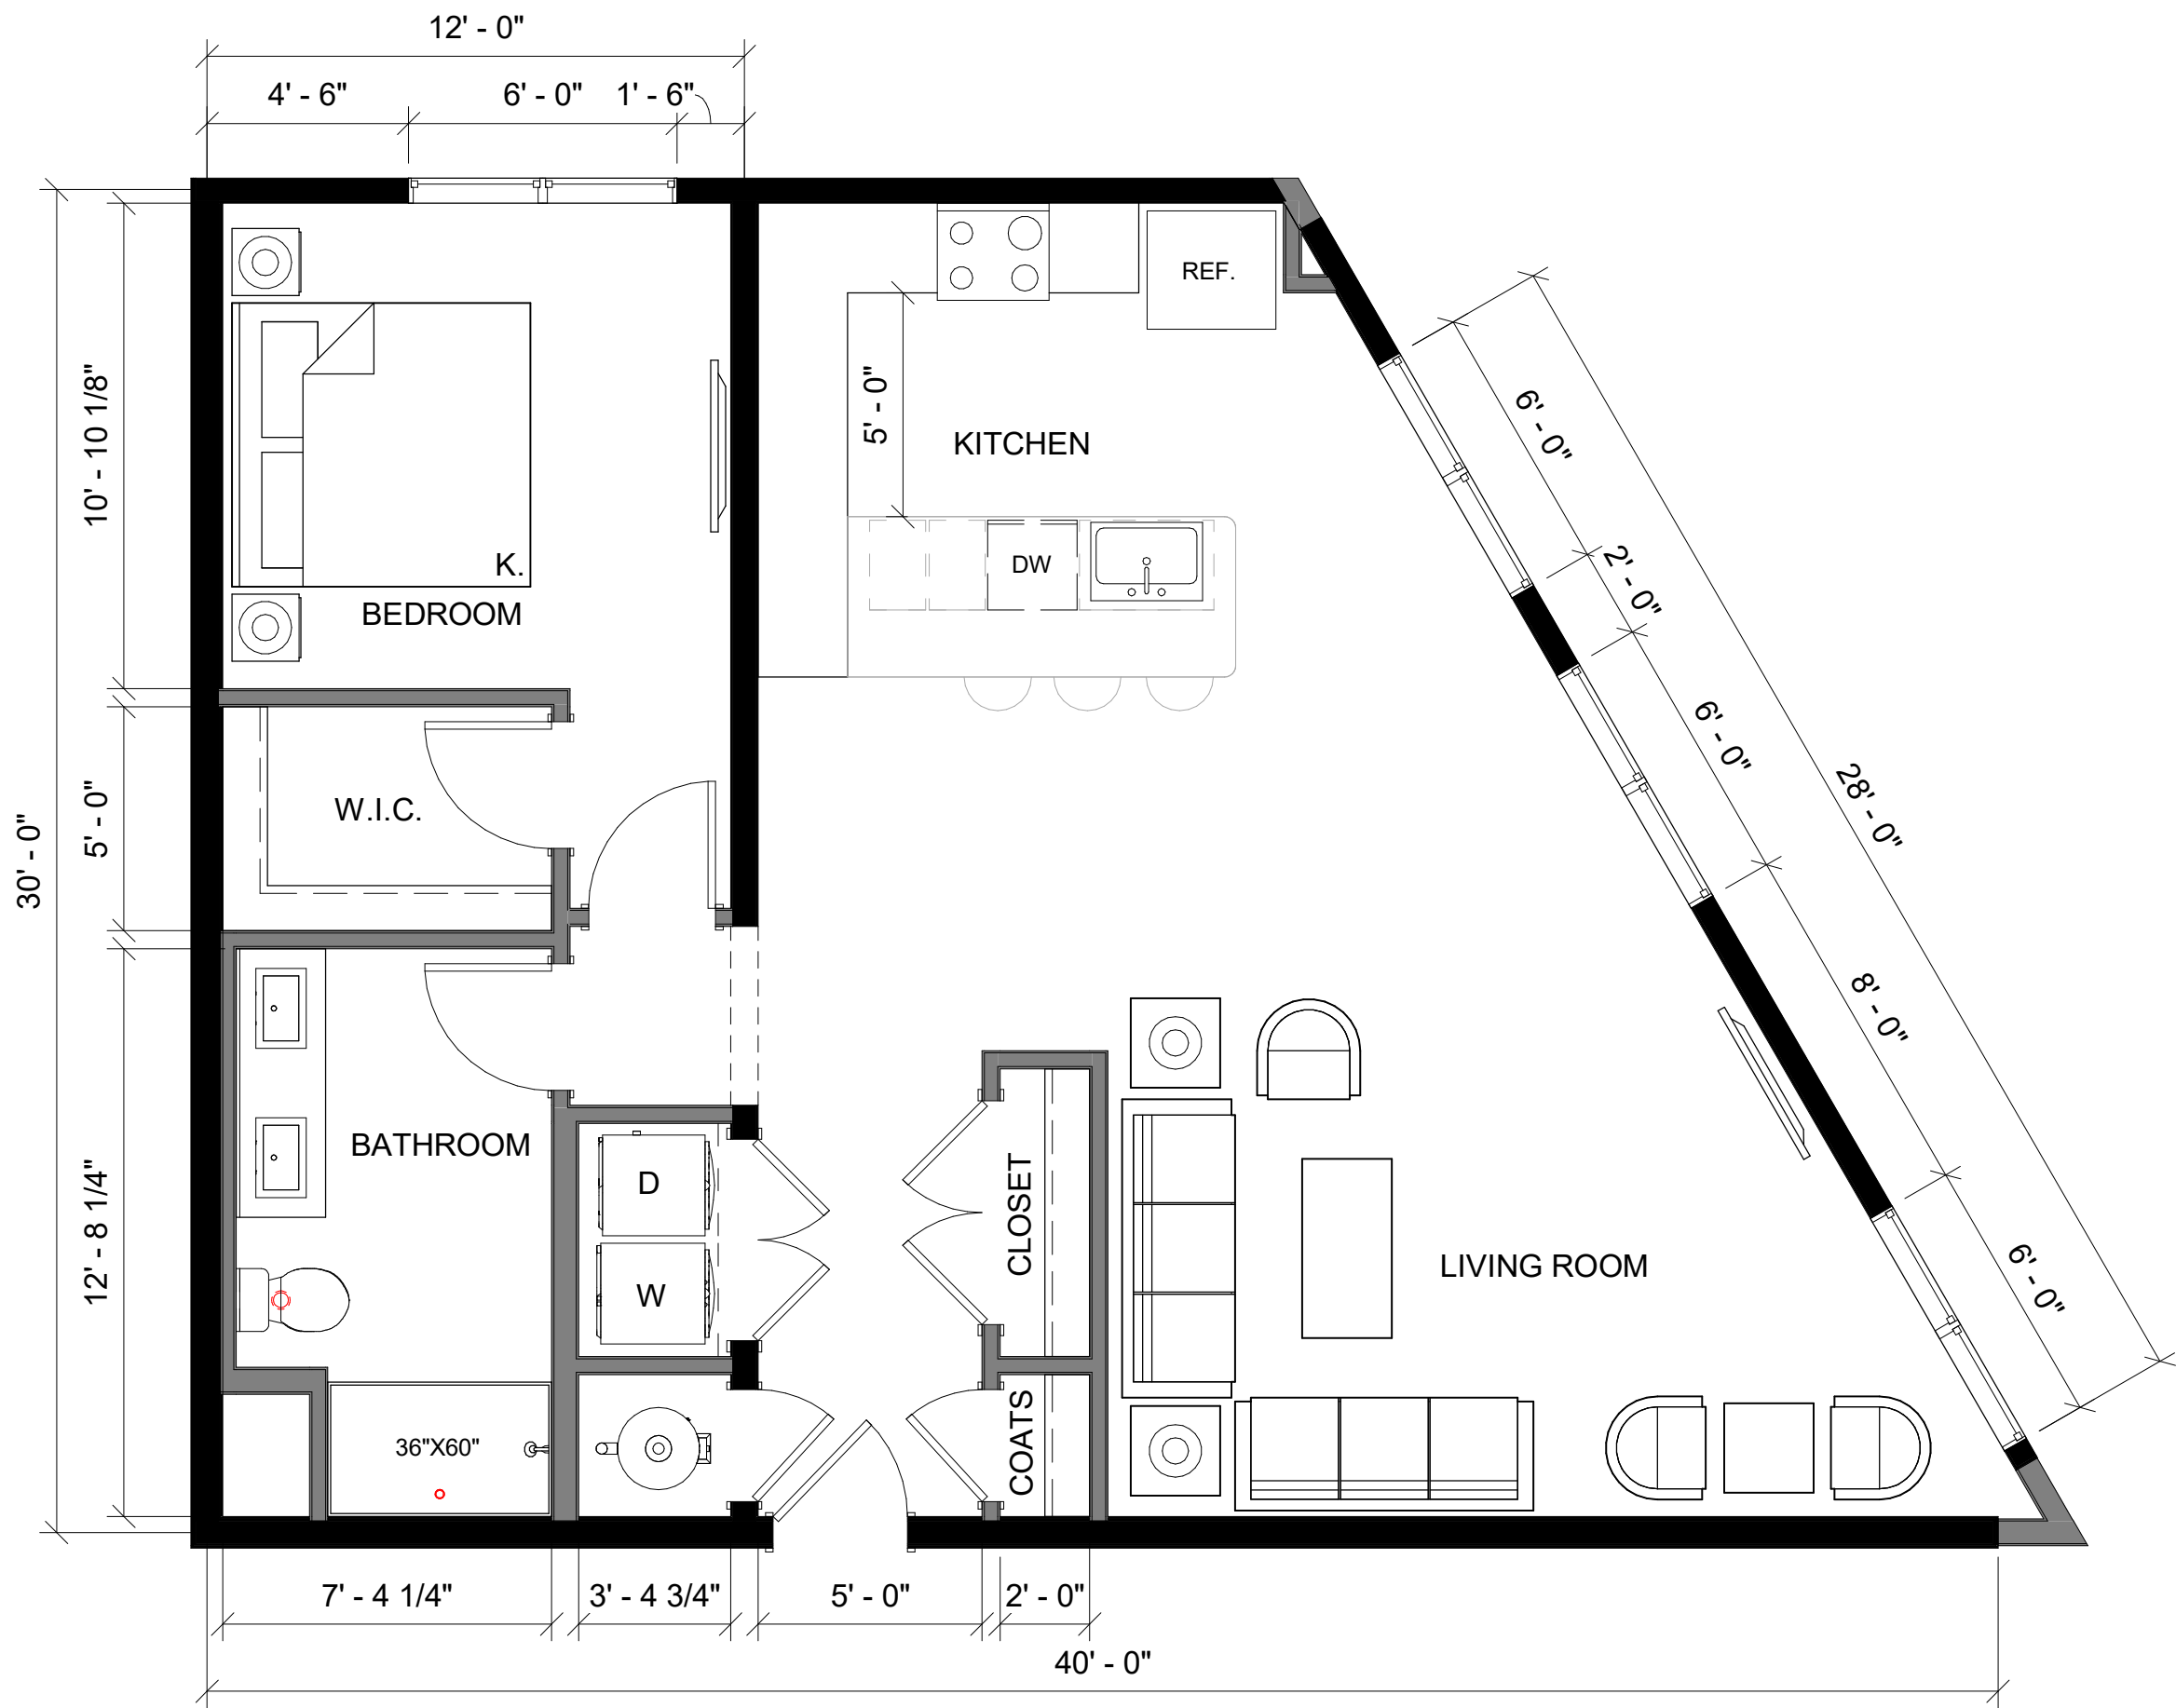 12' - 0"
4' - 6"
6' - 0"
1' - 6"
10' - 10 1/8"
5' - 0"
30' - 0"
12' - 8 1/4"
K.
BEDROOM
W.I.C.
BATHROOM
36"X60"
D
W
5' - 0"
KITCHEN
REF.
DW
CLOSET
COATS
LIVING ROOM
6' - 0"
2' - 0"
6' - 0"
28' - 0"
8' - 0"
6' - 0"
7' - 4 1/4"
3' - 4 3/4"
5' - 0"
2' - 0"
40' - 0"